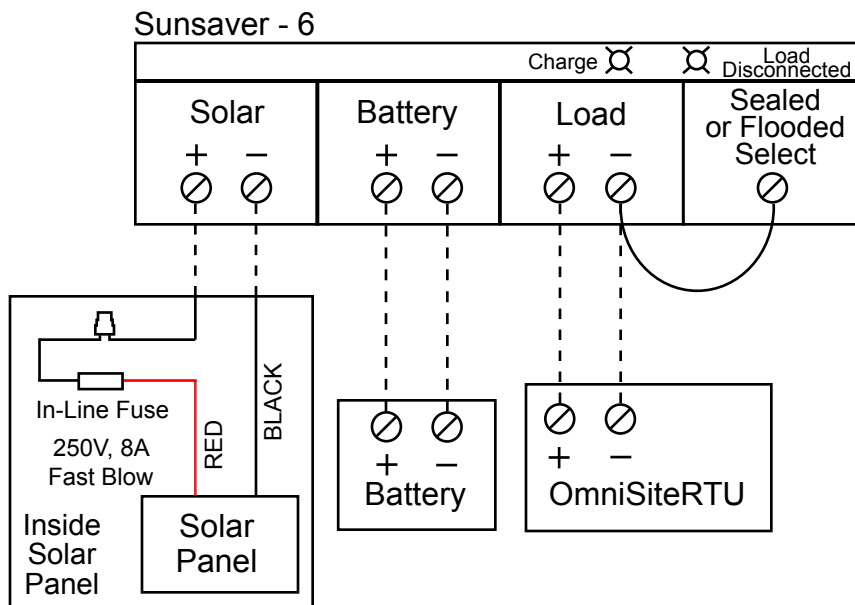 Sunsaver - 6
Charge
Load
Disconnected
Solar
+ −
Battery
+ −
Load
+ −
Sealed
or Flooded
Select
In-Line Fuse
250V, 8A
Fast Blow
RED
BLACK
Solar
Panel
Inside
Solar
Panel
+ −
Battery
+ −
OmniSiteRTU